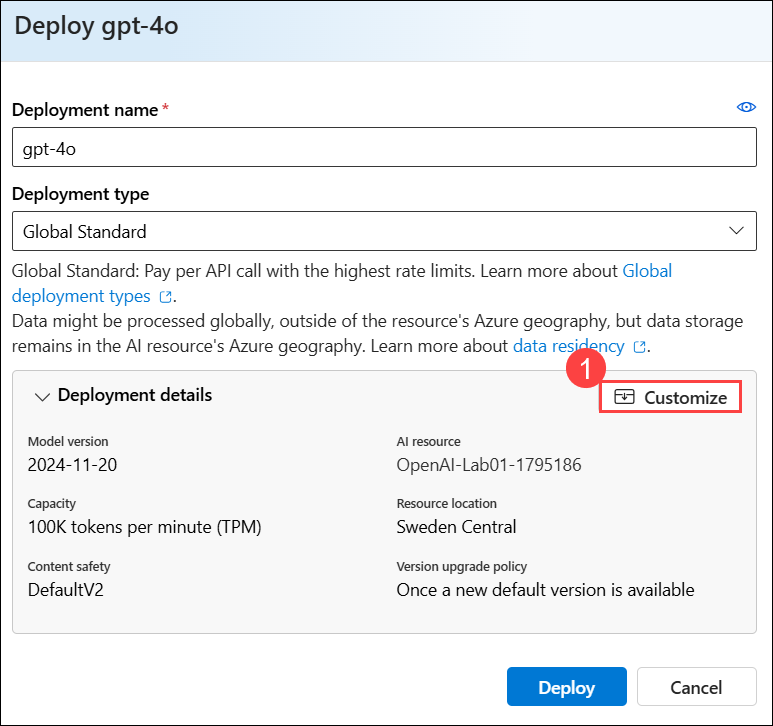 Deploy gpt-4o
Deployment name *
gpt-4o
Deployment type
Global Standard
Global Standard: Pay per API call with the highest rate limits. Learn more about Global
deployment types.
Data might be processed globally, outside of the resource's Azure geography, but data storage
remains in the AI resource's Azure geography. Learn more about data residency.
1
Deployment details
Customize
Model version
2024-11-20
AI resource
OpenAI-Lab01-1795186
Capacity
100K tokens per minute (TPM)
Resource location
Sweden Central
Content safety
DefaultV2
Version upgrade policy
Once a new default version is available
Deploy
Cancel